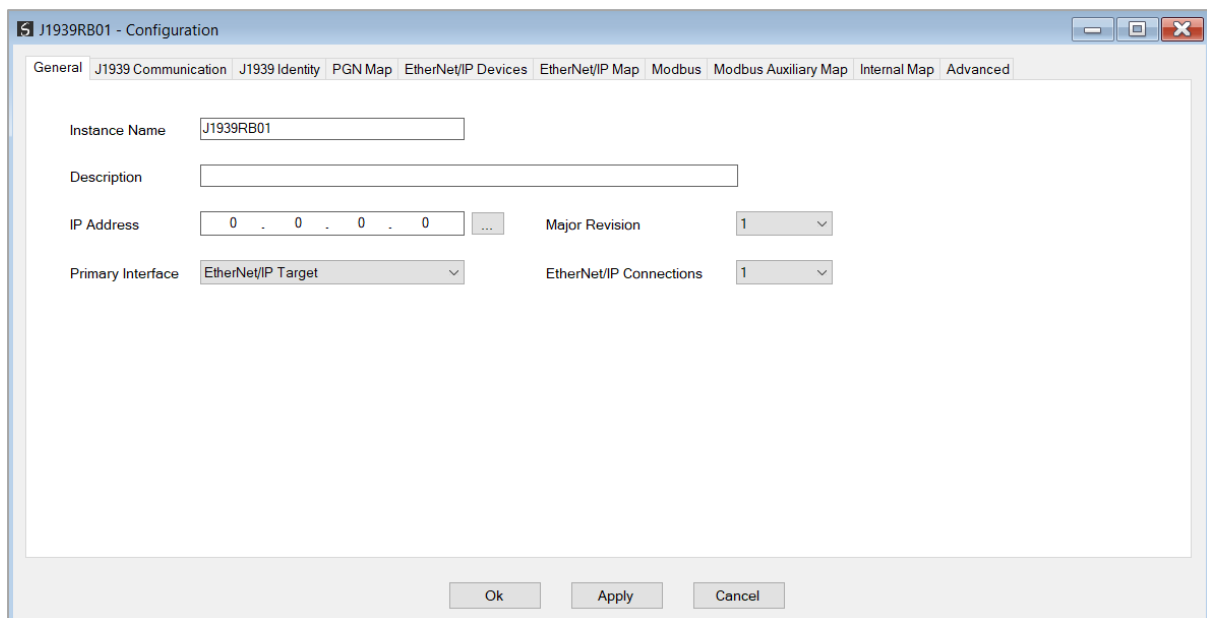 J1939RB01 - Configuration
General J1939 Communication J1939 Identity PGN Map EtherNet/IP Devices EtherNet/IP Map Modbus Modbus Auxiliary Map Internal Map Advanced
Instance Name J1939RB01
Description
IP Address 0 . 0 . 0 . 0 ... Major Revision 1
Primary Interface EtherNet/IP Target EtherNet/IP Connections 1
Ok Apply Cancel